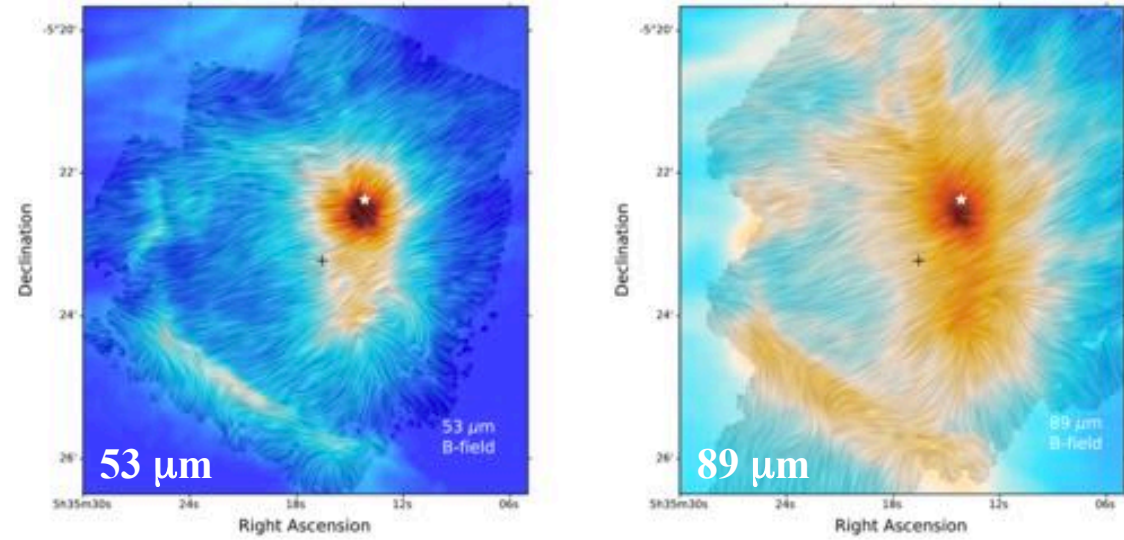 -5°20'
22'
24'
26'
Declination
53 μm
B-field
53 μm
5h35m30s 24s 18s 12s 06s
Right Ascension
-5°20'
22'
24'
26'
Declination
89 μm
B-field
89 μm
5h35m30s 24s 18s 12s 06s
Right Ascension